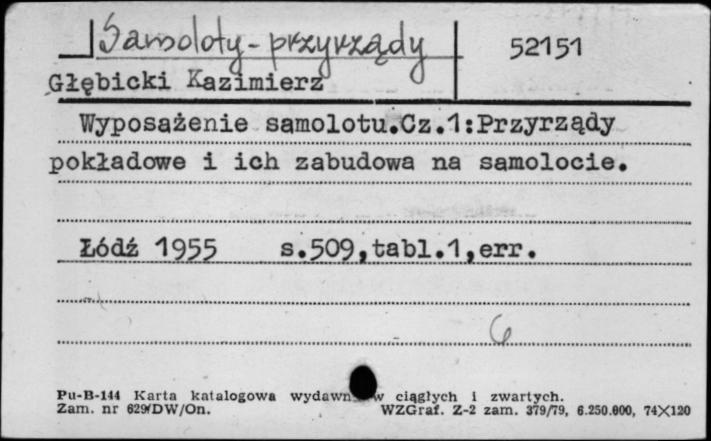 Samoloty - przyrządy 52151
Głębicki Kazimierz
Wyposażenie samolotu.Cz.1:Przyrządy
pokładowe i ich zabudowa na samolocie.
Łódź 1955 s.509,tabl.1,err.
6
Pu-B-144 Karta katalogowa wydawn w ciągłych i zwartych.
Zam. nr 629/DW/On. WZGraf. Z-2 zam. 379/79, 6.250.000, 74X120